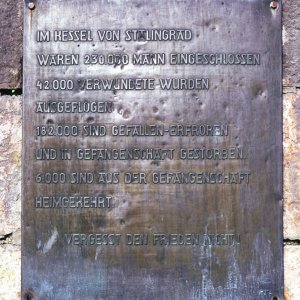 IM KESSEL VON STALINGRAD
WAREN 230.000 MANN EINGESCHLOSSEN
42.000 VERWUNDETE WURDEN
AUSGEFLOGEN
182.000 SIND GEFALLEN-ERFROREN
UND IN GEFANGENSCHAFT GESTORBEN.
6.000 SIND AUS DER GEFANGENSCHAFT
HEIMGEKEHRT.
VERGESST DEN FRIEDEN NICHT!